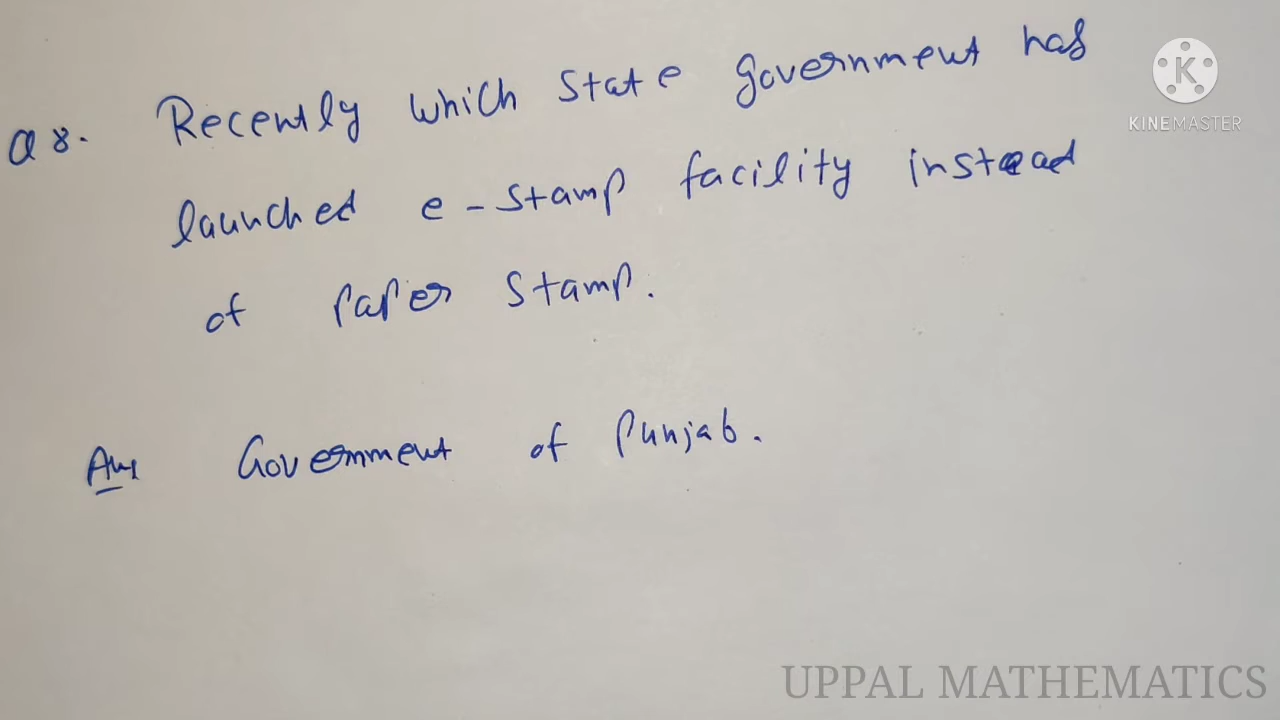 Q 8. Recently which state government has
launched e-stamp facility instead
of paper stamp.
Ans Government of Punjab.
K
KINEMASTER
UPPAL MATHEMATICS